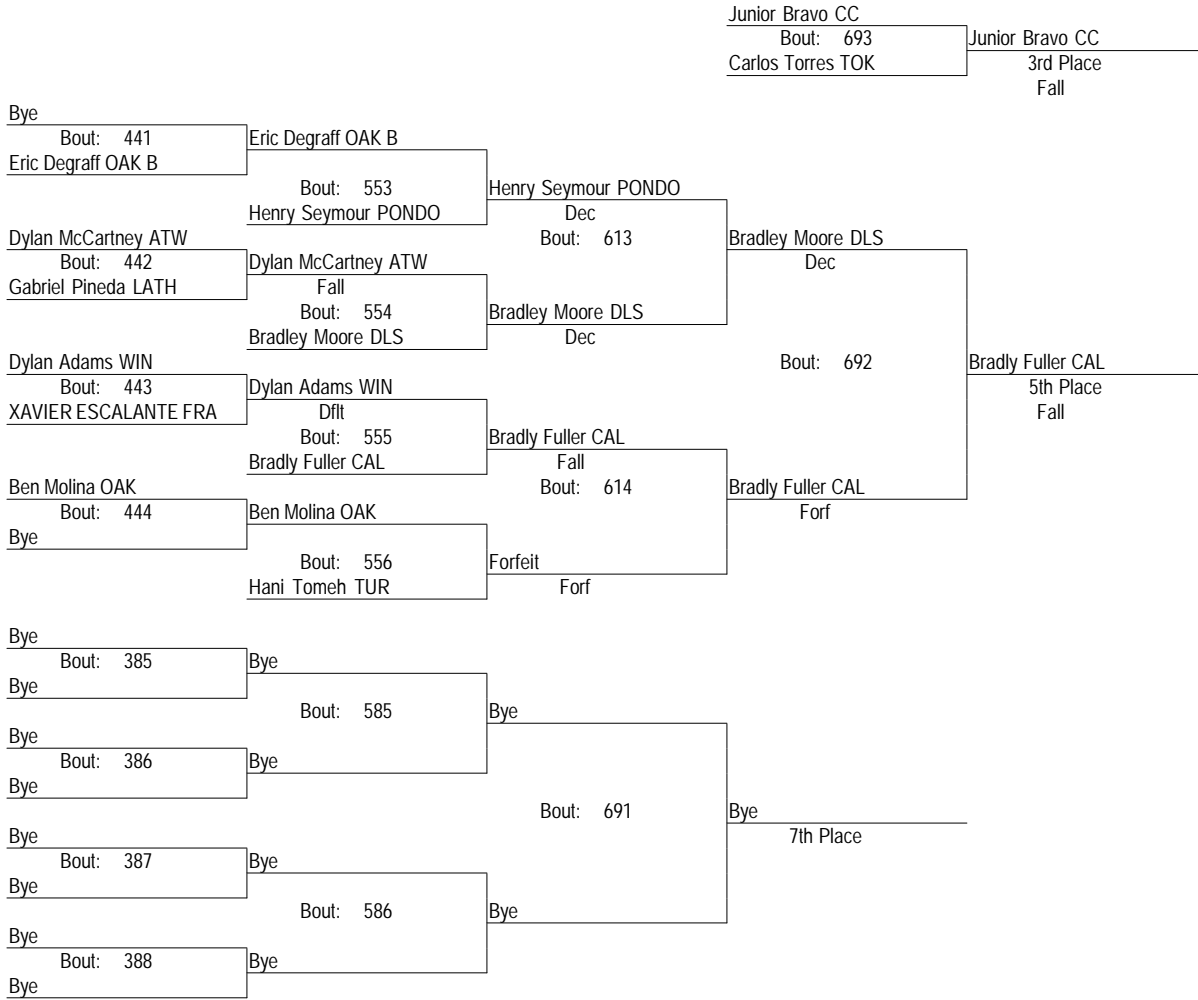 Junior Bravo CC
Bout: 693
Junior Bravo CC
Carlos Torres TOK
3rd Place
Fall
Bye
Bout: 441
Eric Degraff OAK B
Eric Degraff OAK B
Bout: 553
Henry Seymour PONDO
Henry Seymour PONDO
Dec
Dylan McCartney ATW
Bout: 613
Bradley Moore DLS
Bout: 442
Dylan McCartney ATW
Dec
Gabriel Pineda LATH
Fall
Bout: 554
Bradley Moore DLS
Bradley Moore DLS
Dec
Dylan Adams WIN
Bout: 692
Bradly Fuller CAL
Bout: 443
Dylan Adams WIN
5th Place
XAVIER ESCALANTE FRA
Dflt
Fall
Bout: 555
Bradly Fuller CAL
Bradly Fuller CAL
Fall
Ben Molina OAK
Bout: 614
Bradly Fuller CAL
Bout: 444
Ben Molina OAK
Forf
Bye
Bout: 556
Forfeit
Hani Tomeh TUR
Forf
Bye
Bout: 385
Bye
Bye
Bout: 585
Bye
Bye
Bout: 386
Bye
Bye
Bout: 691
Bye
Bye
7th Place
Bout: 387
Bye
Bye
Bout: 586
Bye
Bye
Bout: 388
Bye
Bye